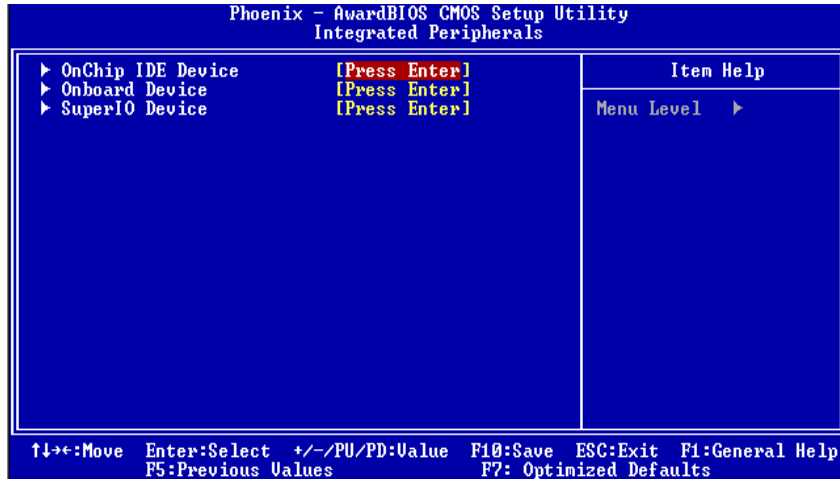 Phoenix - AwardBIOS CMOS Setup Utility
Integrated Peripherals
▶ OnChip IDE Device [Press Enter]
▶ Onboard Device [Press Enter]
▶ SuperIO Device [Press Enter]
Item Help
Menu Level ▶
↑↓→←:Move Enter:Select +/-/PU/PD:Value F10:Save ESC:Exit F1:General Help
F5:Previous Values F7: Optimized Defaults